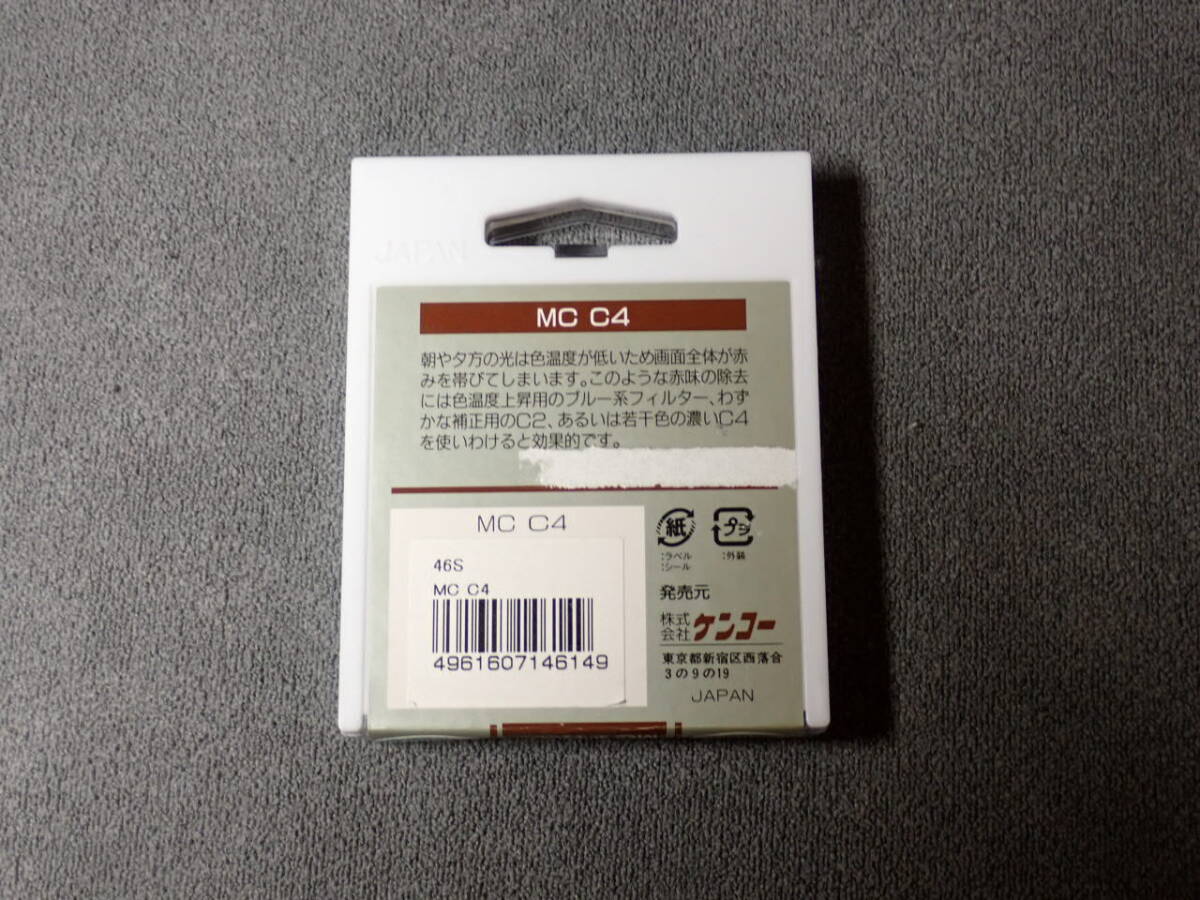 JAPAN
MC C4
朝や夕方の光は色温度が低いため画面全体が赤
みを帯びてしまいます。このような赤味の除去
には色温度上昇用のブルー系フィルター、わず
かな補正用のC2、あるいは若干色の濃いC4
を使いわけると効果的です。
MC C4
46S
MC C4
4961607146149
紙
プラ
:ラベル
:シール
:外装
発売元
株式
会社 ケンコー
東京都新宿区西落合
3の9の19
JAPAN